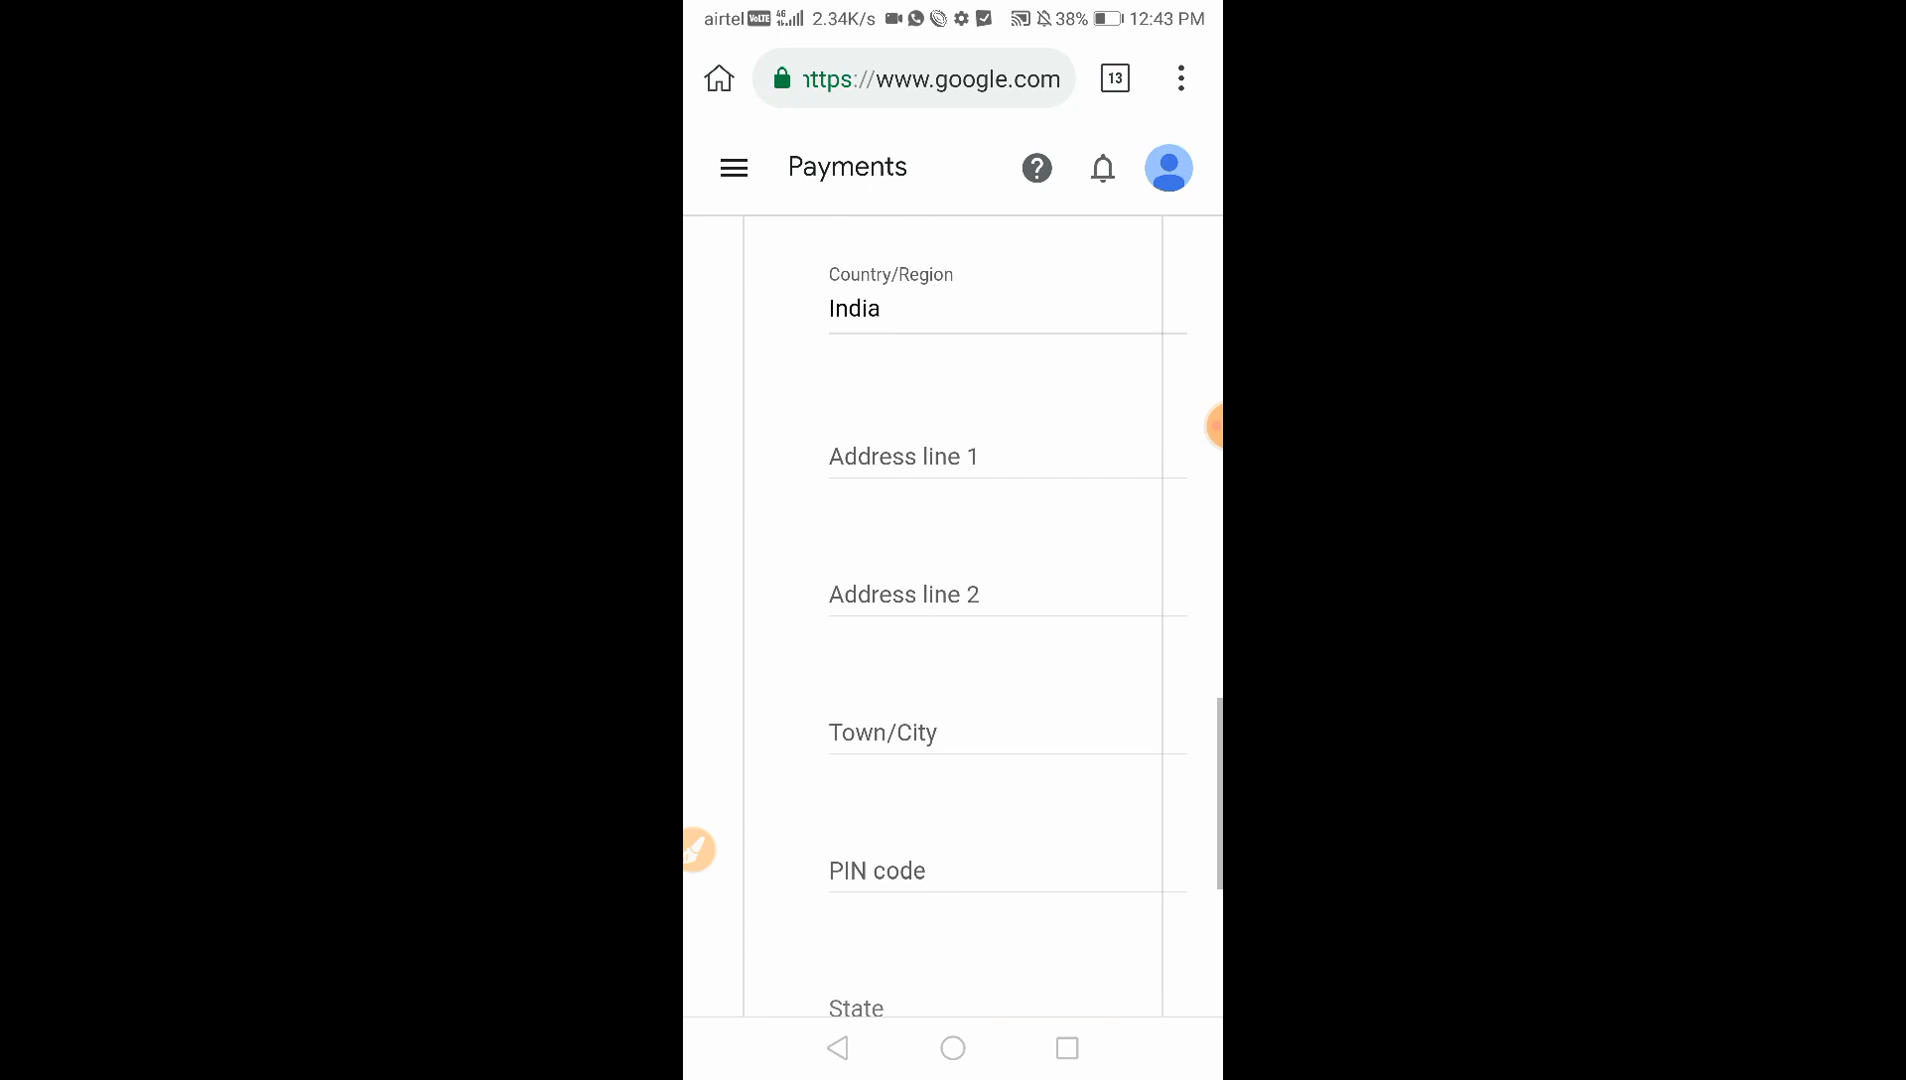 airtel VoLTE 4G 2.34K/s 38% 12:43 PM
ttps://www.google.com 13
Payments
Country/Region
India
Address line 1
Address line 2
Town/City
PIN code
State